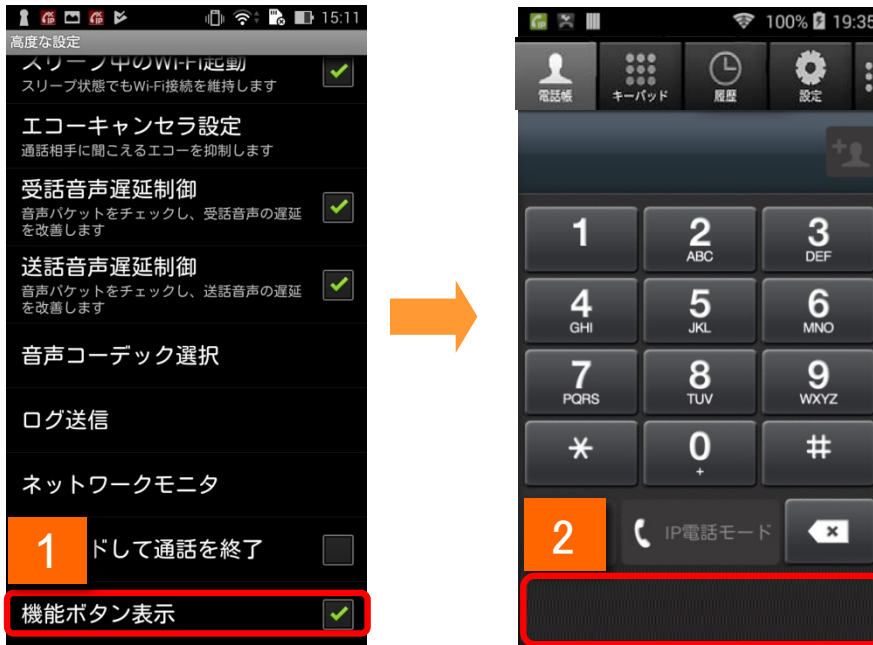 15:11
高度な設定
スリープ中のWi-Fi起動
スリープ状態でもWi-Fi接続を維持します
エコーキャンセラ設定
通話相手に聞こえるエコーを抑制します
受話音声遅延制御
音声パケットをチェックし、受話音声の遅延
を改善します
送話音声遅延制御
音声パケットをチェックし、送話音声の遅延
を改善します
音声コーデック選択
ログ送信
ネットワークモニタ
1
ドして通話を終了
機能ボタン表示
100% 19:35
電話帳
キーパッド
履歴
設定
1
2
ABC
3
DEF
4
GHI
5
JKL
6
MNO
7
PQRS
8
TUV
9
WXYZ
*
0
+
#
2
IP電話モード